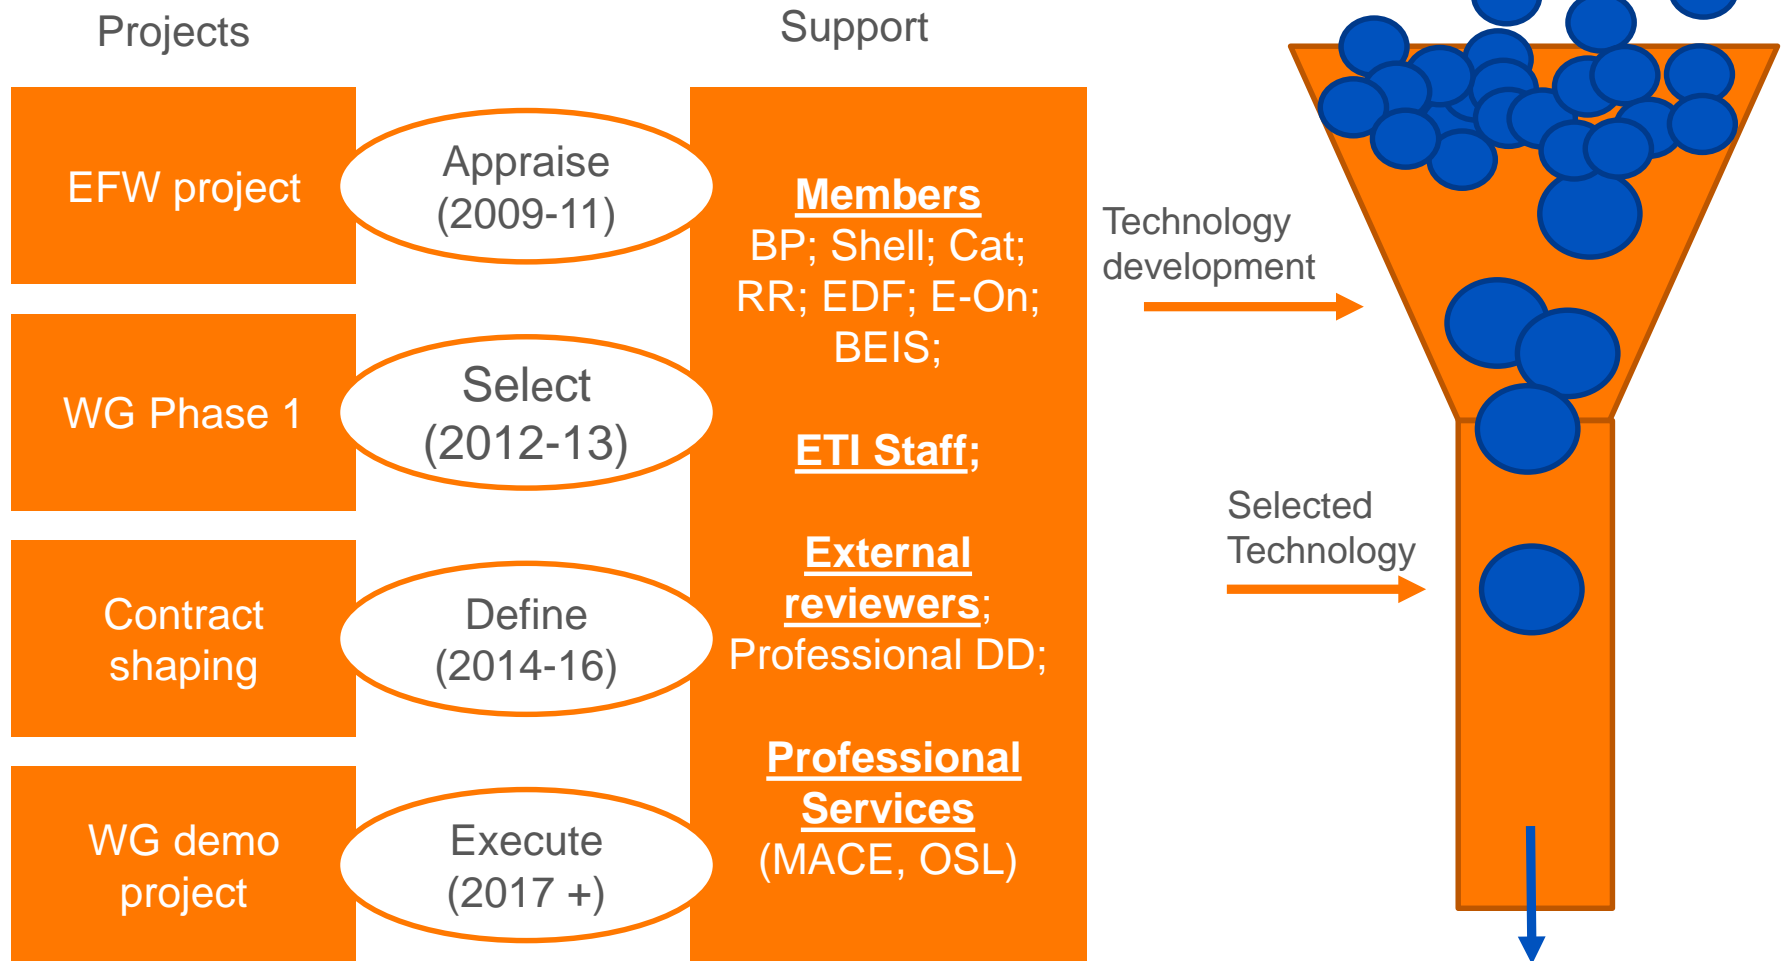 Projects
Support
EFW project
Appraise
(2009-11)
WG Phase 1
Select
(2012-13)
Contract
shaping
Define
(2014-16)
WG demo
project
Execute
(2017 +)
Members
BP; Shell; Cat;
RR; EDF; E-On;
BEIS;
ETI Staff;
External
reviewers;
Professional DD;
Professional
Services
(MACE, OSL)
Technology
development
Selected
Technology